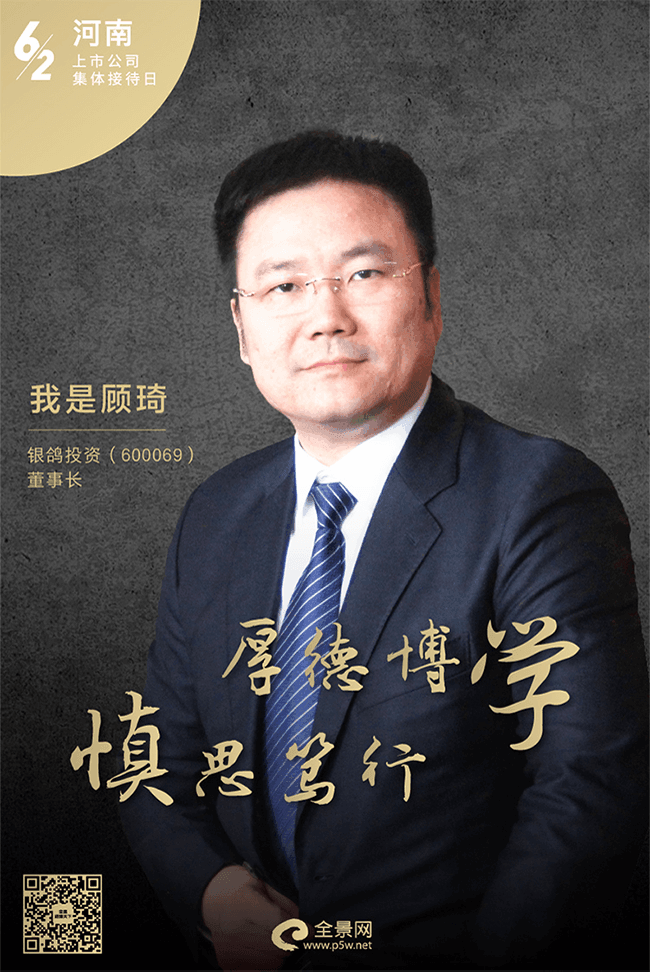 6/2
河南
上市公司
集体接待日
我是顾琦
银鸽投资（600069）
董事长
厚德博学
慎思笃行
全景网
www.p5w.net